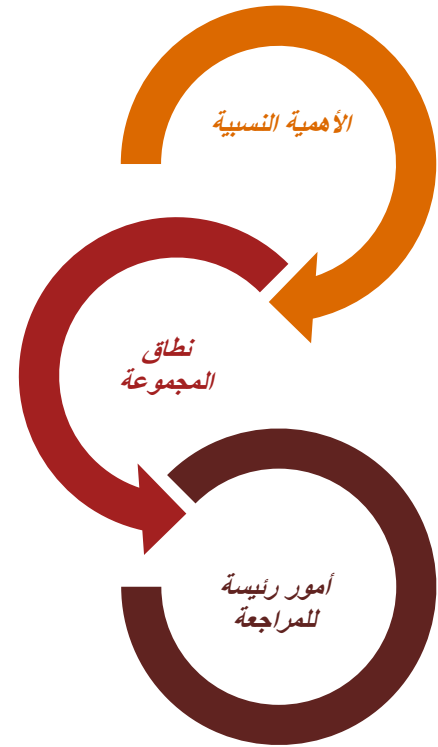 الأهمية النسبية
نطاق
المجموعة
أمور رئيسة
للمراجعة